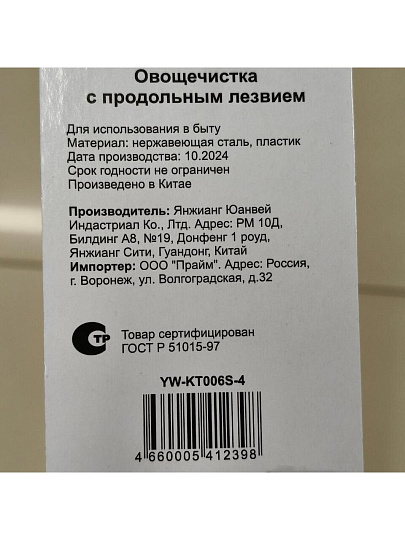 Овощечистка
с продольным лезвием
Для использования в быту
Материал: нержавеющая сталь, пластик
Дата производства: 10.2024
Срок годности не ограничен
Произведено в Китае
Производитель: Янжианг Юанвей
Индастриал Ко., Лтд. Адрес: РМ 10Д,
Билдинг А8, №19, Донфенг 1 роуд,
Янжианг Сити, Гуандонг, Китай
Импортер: ООО "Прайм". Адрес: Россия,
г. Воронеж, ул. Волгоградская, д.32
ТР
Товар сертифицирован
ГОСТ Р 51015-97
YW-KT006S-4
4 660005 412398